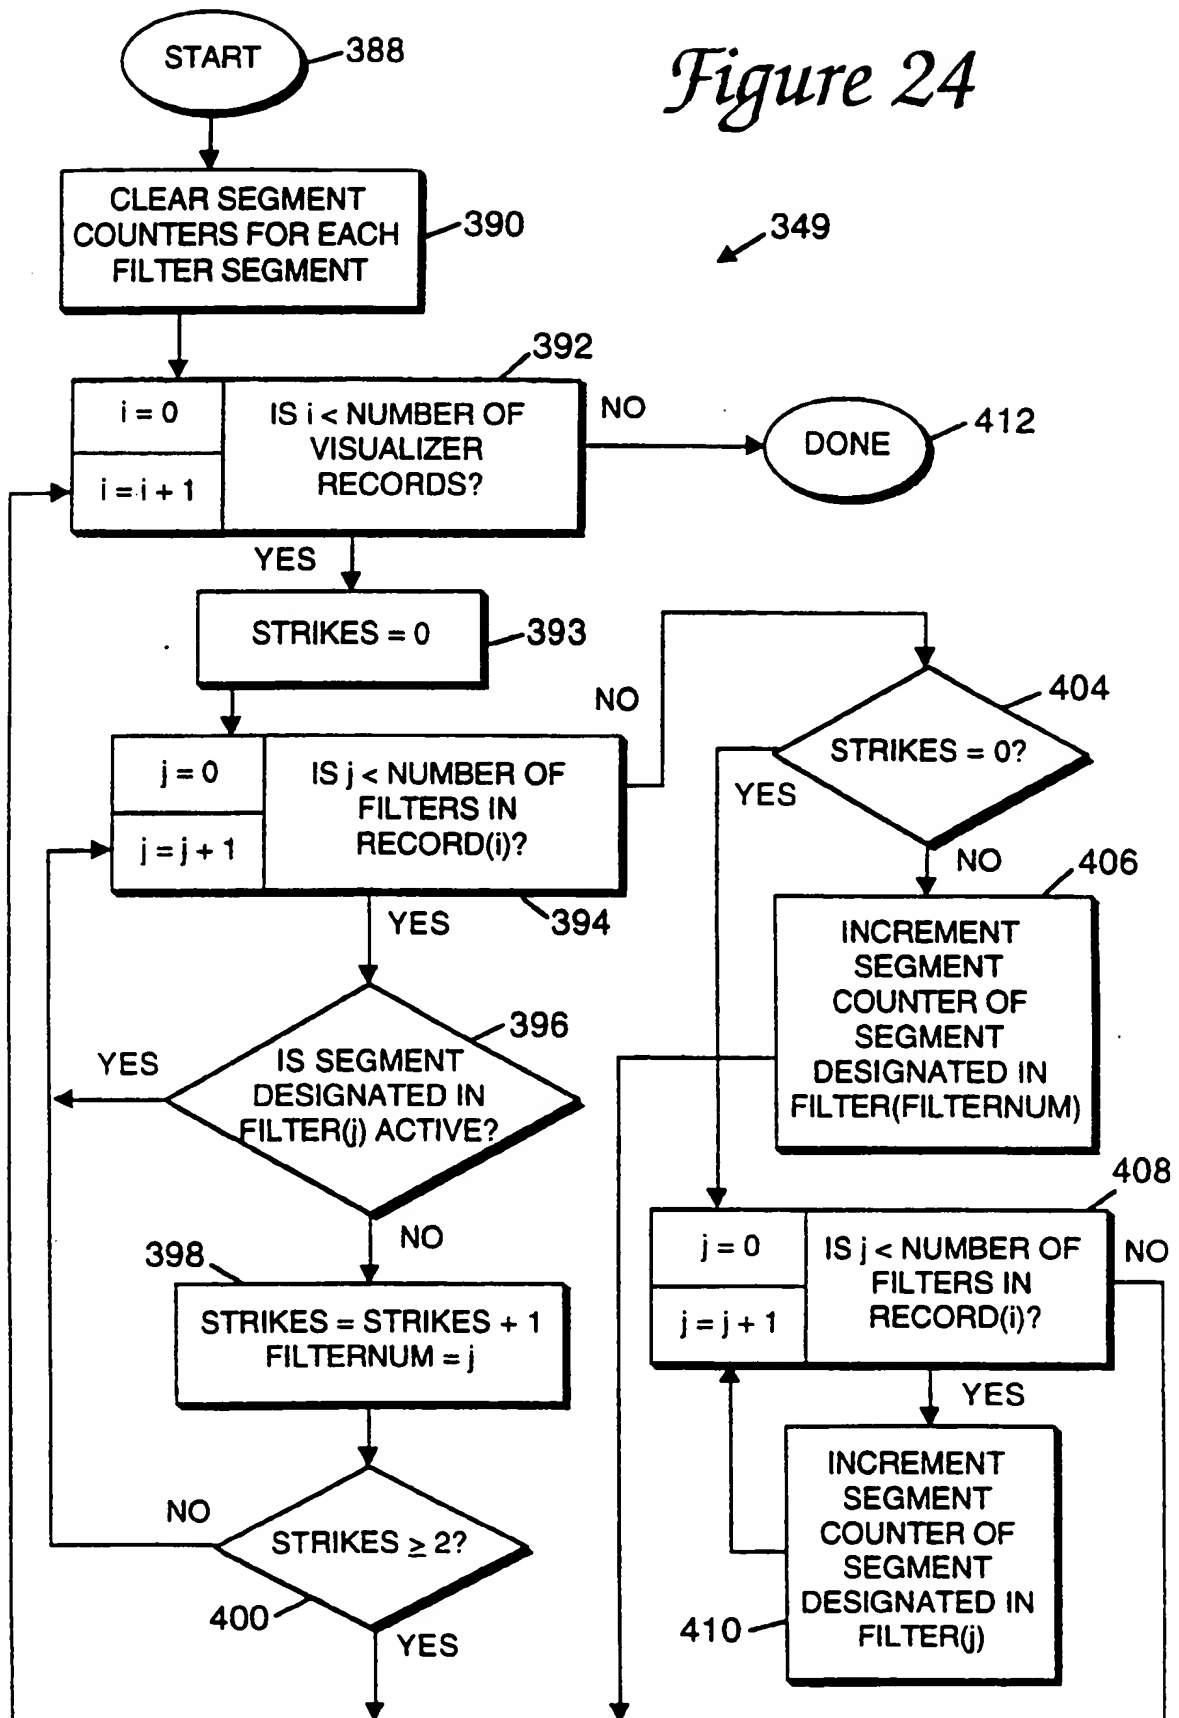 START
388
Figure 24
CLEAR SEGMENT
COUNTERS FOR EACH
FILTER SEGMENT
390
349
392
i = 0
i = i + 1
IS i < NUMBER OF
VISUALIZER
RECORDS?
NO
DONE
412
YES
STRIKES = 0
393
NO
404
j = 0
j = j + 1
IS j < NUMBER OF
FILTERS IN
RECORD(i)?
394
STRIKES = 0?
YES
NO
406
YES
INCREMENT
SEGMENT
COUNTER OF
SEGMENT
DESIGNATED IN
FILTER(FILTERNUM)
396
YES
IS SEGMENT
DESIGNATED IN
FILTER(j) ACTIVE?
NO
408
398
j = 0
j = j + 1
IS j < NUMBER OF
FILTERS IN
RECORD(i)?
NO
STRIKES = STRIKES + 1
FILTERNUM = j
YES
INCREMENT
SEGMENT
COUNTER OF
SEGMENT
DESIGNATED IN
FILTER(j)
410
NO
STRIKES ≥ 2?
400
YES